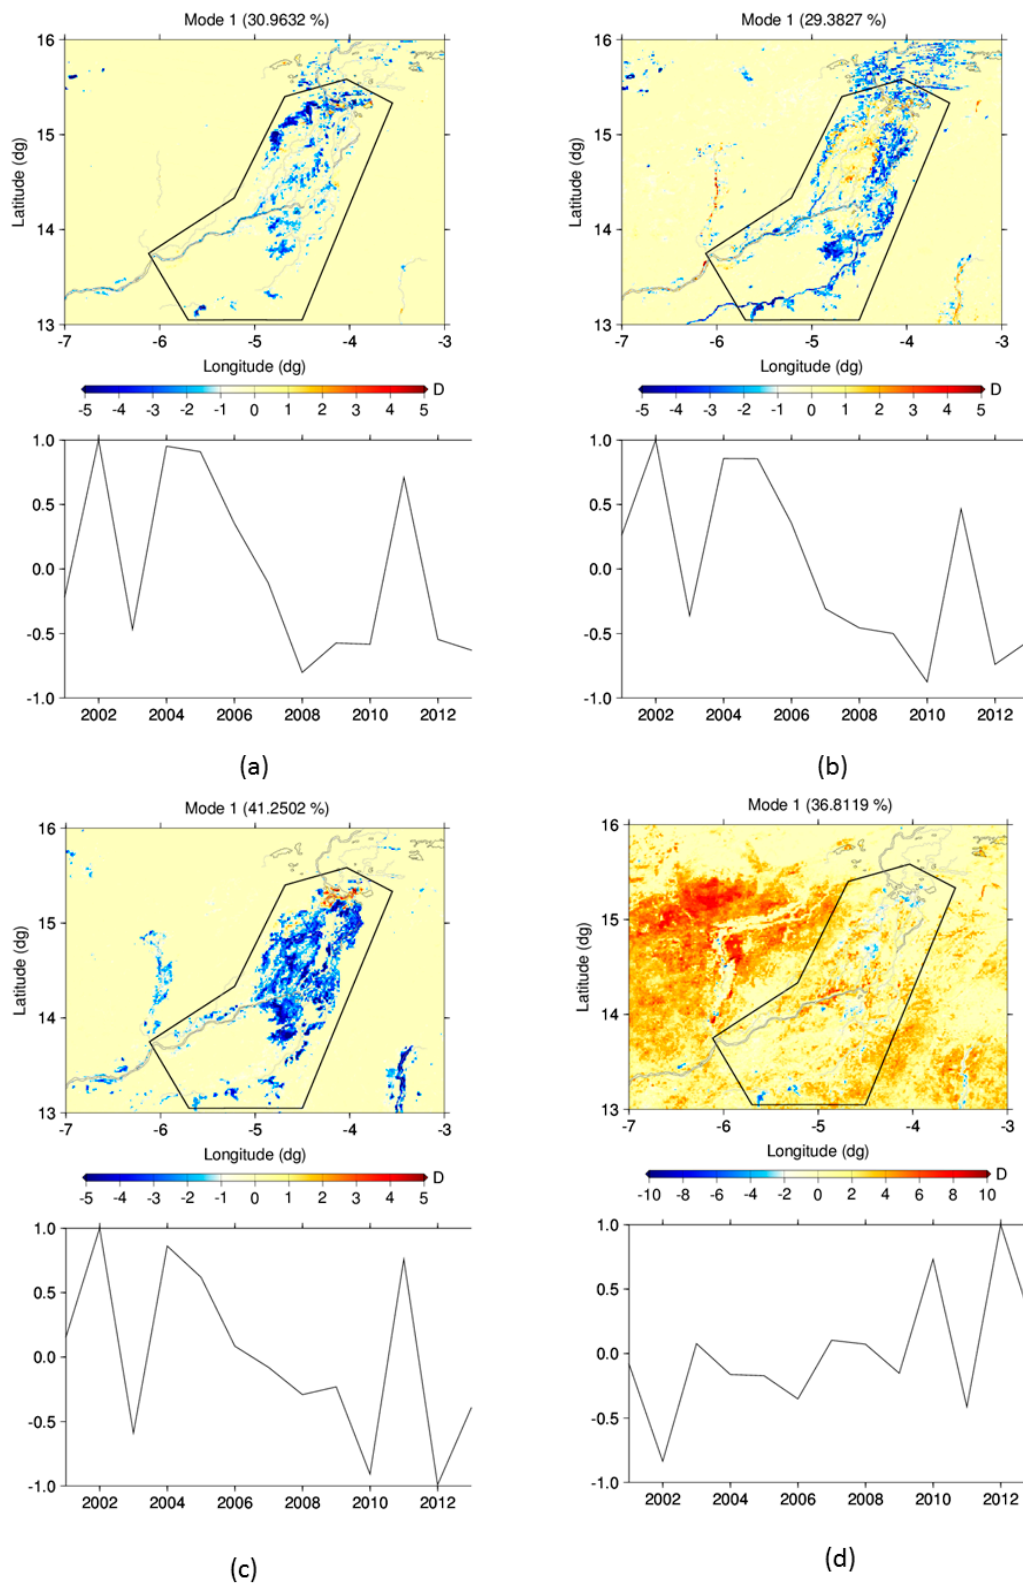 Mode 1 (30.9632 %)
16
15
14
13
Latitude (dg)
-7 -6 -5 -4 -3
Longitude (dg)
D
-5 -4 -3 -2 -1 0 1 2 3 4 5
1.0
0.5
0.0
-0.5
-1.0
2002 2004 2006 2008 2010 2012
(a)
Mode 1 (29.3827 %)
16
15
14
13
Latitude (dg)
-7 -6 -5 -4 -3
Longitude (dg)
D
-5 -4 -3 -2 -1 0 1 2 3 4 5
1.0
0.5
0.0
-0.5
-1.0
2002 2004 2006 2008 2010 2012
(b)
Mode 1 (41.2502 %)
16
15
14
13
Latitude (dg)
-7 -6 -5 -4 -3
Longitude (dg)
D
-5 -4 -3 -2 -1 0 1 2 3 4 5
1.0
0.5
0.0
-0.5
-1.0
2002 2004 2006 2008 2010 2012
(c)
Mode 1 (36.8119 %)
16
15
14
13
Latitude (dg)
-7 -6 -5 -4 -3
Longitude (dg)
D
-10 -8 -6 -4 -2 0 2 4 6 8 10
1.0
0.5
0.0
-0.5
-1.0
2002 2004 2006 2008 2010 2012
(d)